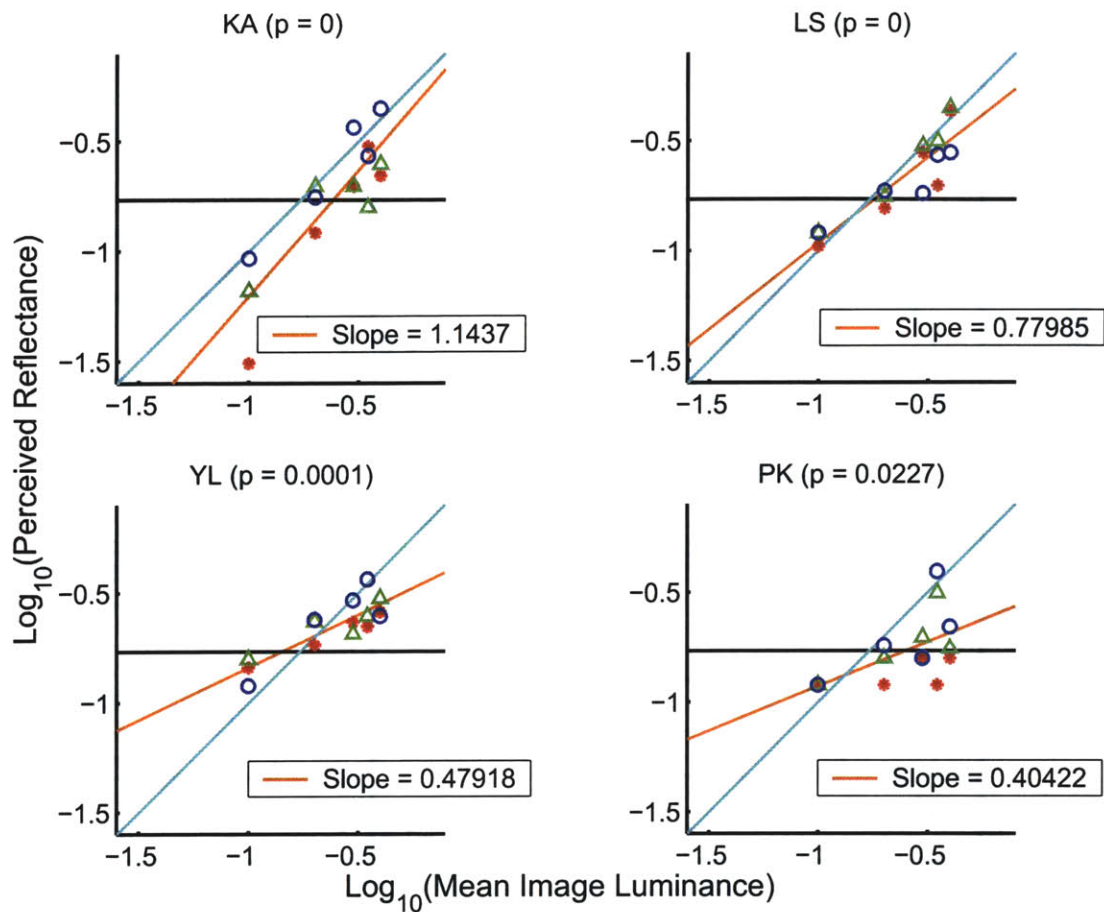 KA (p = 0)
LS (p = 0)
−0.5
−1
−1.5
−1.5 −1 −0.5
Slope = 1.1437
−0.5
−1
−1.5
−1.5 −1 −0.5
Slope = 0.77985
YL (p = 0.0001)
PK (p = 0.0227)
−0.5
−1
−1.5
−1.5 −1 −0.5
Slope = 0.47918
−0.5
−1
−1.5
−1.5 −1 −0.5
Slope = 0.40422
Log10(Perceived Reflectance)
Log10(Mean Image Luminance)